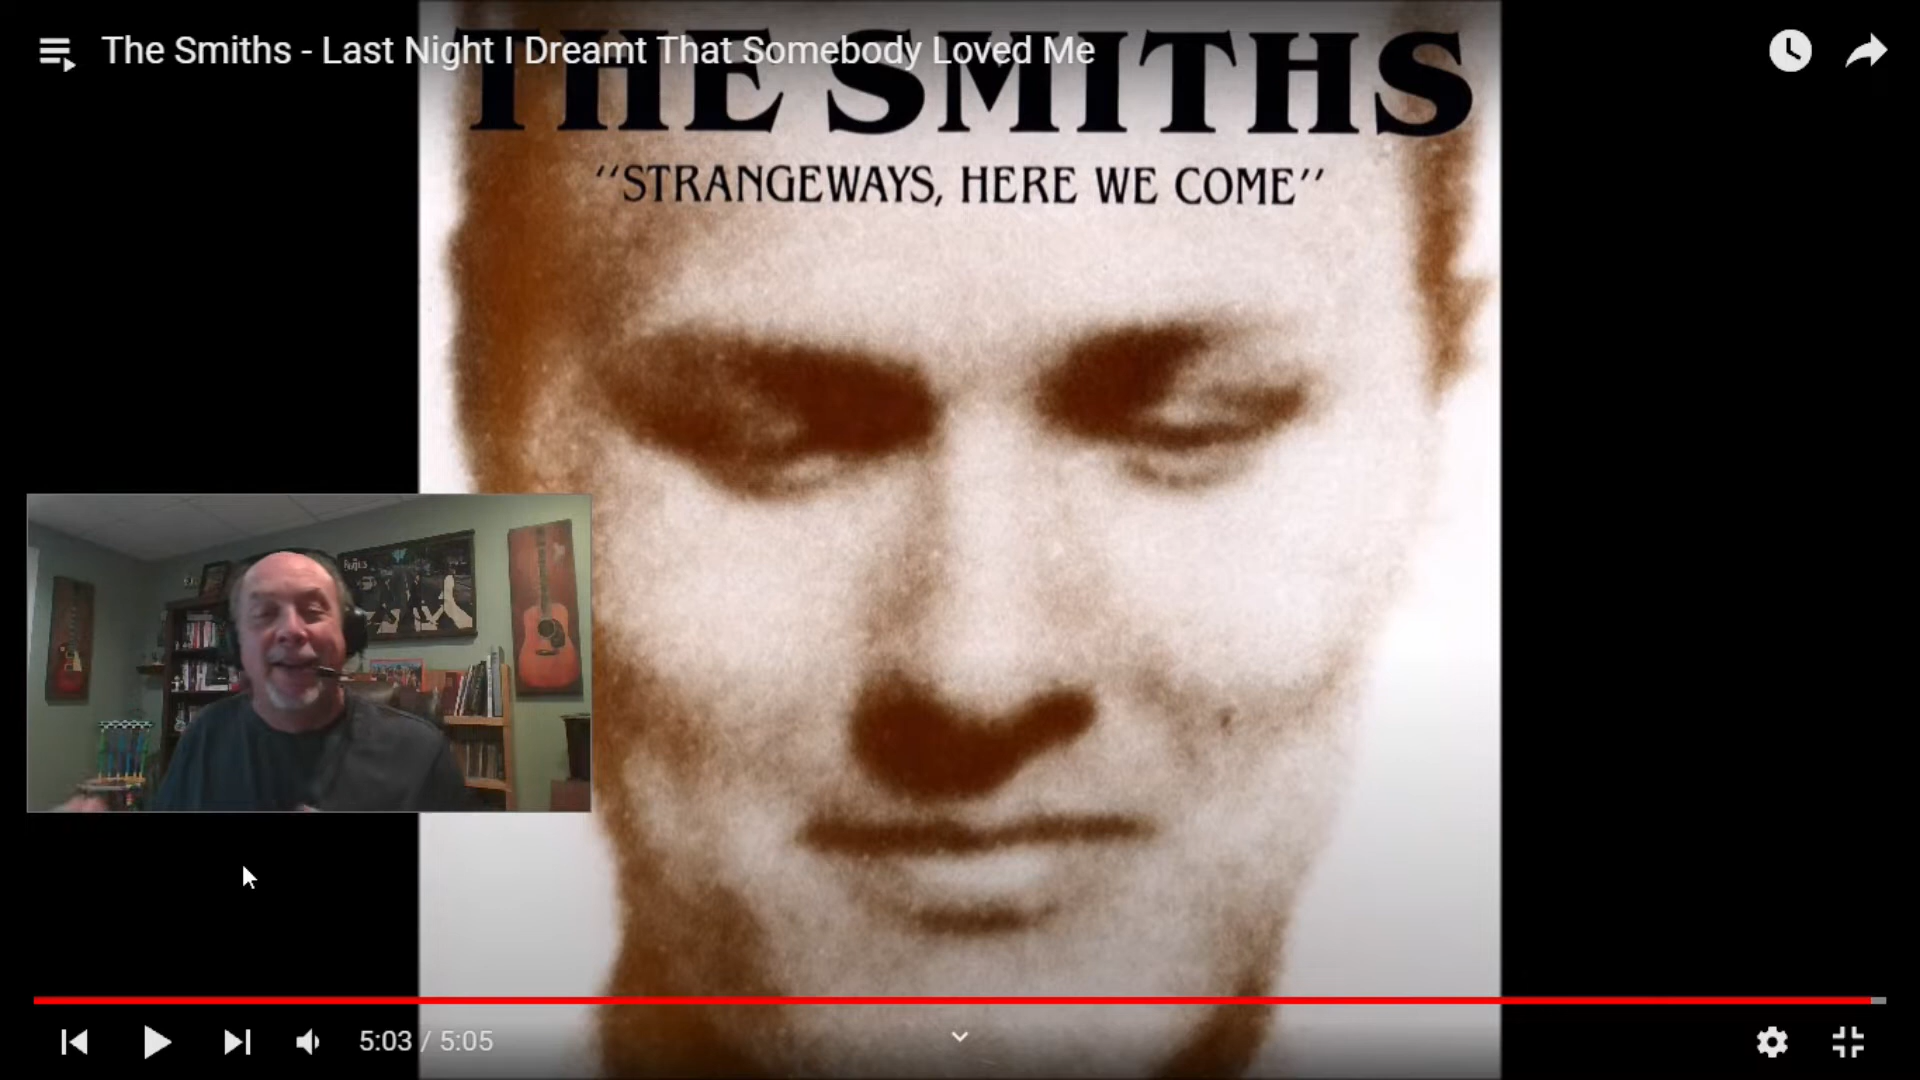 The Smiths - Last Night I Dreamt That Somebody Loved Me
THE SMITHS
“STRANGEWAYS, HERE WE COME”
5:03 / 5:05